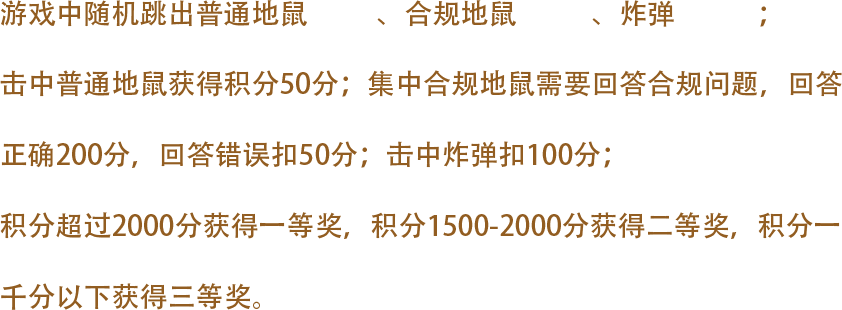 游戏中随机跳出普通地鼠 、合规地鼠 、炸弹 ；
击中普通地鼠获得积分50分；集中合规地鼠需要回答合规问题，回答
正确200分，回答错误扣50分；击中炸弹扣100分；
积分超过2000分获得一等奖，积分1500-2000分获得二等奖，积分一
千分以下获得三等奖。